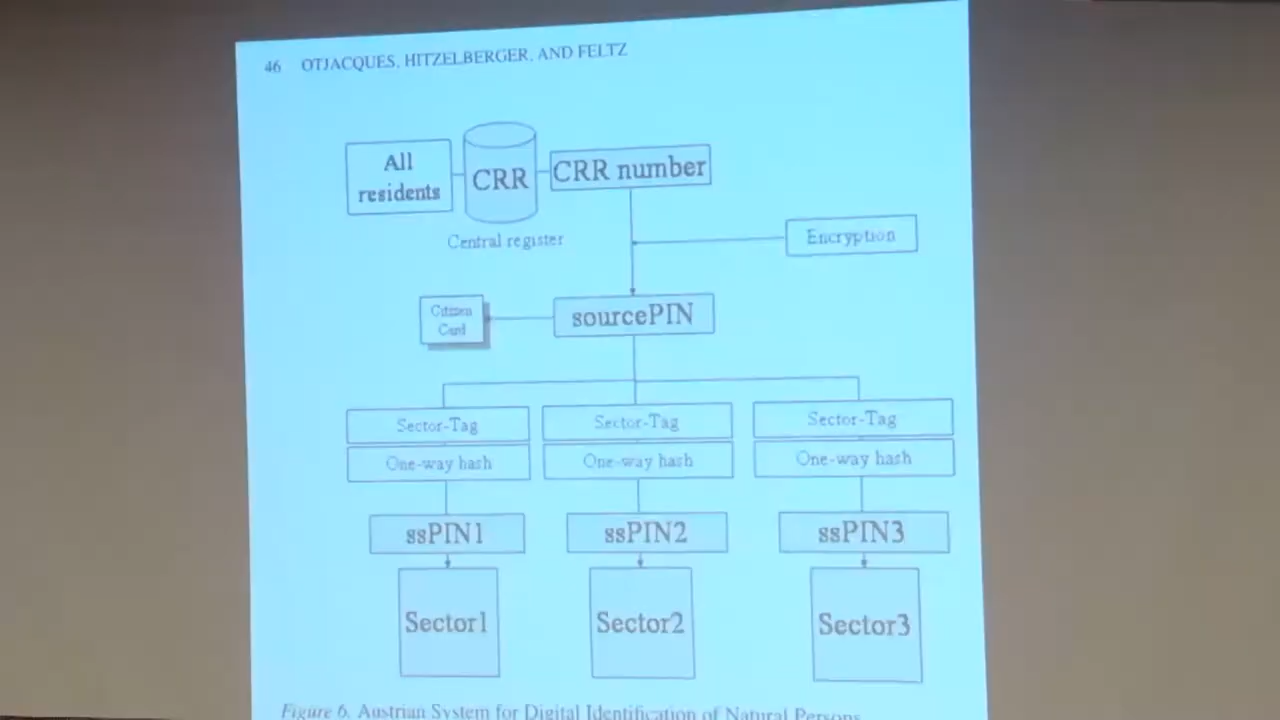 46 OTJACQUES, HITZELBERGER, AND FELTZ
All
residents
CRR
CRR number
Central register
Encryption
Citizen
Card
sourcePIN
Sector-Tag
Sector-Tag
Sector-Tag
One-way hash
One-way hash
One-way hash
ssPIN1
ssPIN2
ssPIN3
Sector1
Sector2
Sector3
Figure 6. Austrian System for Digital Identification of Natural Persons